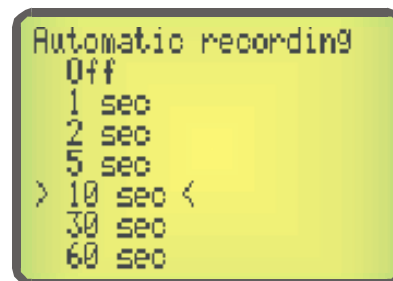 Automatic recording
Off
1 sec
2 sec
5 sec
> 10 sec <
30 sec
60 sec